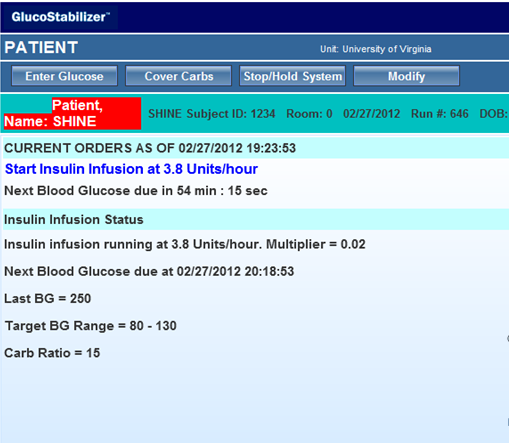 GlucoStabilizer™
PATIENT
Unit: University of Virginia
Enter Glucose Cover Carbs Stop/Hold System Modify
Patient,
Name: SHINE
SHINE Subject ID: 1234 Room: 0 02/27/2012 Run #: 646 DOB:
CURRENT ORDERS AS OF 02/27/2012 19:23:53
Start Insulin Infusion at 3.8 Units/hour
Next Blood Glucose due in 54 min : 15 sec
Insulin Infusion Status
Insulin infusion running at 3.8 Units/hour. Multiplier = 0.02
Next Blood Glucose due at 02/27/2012 20:18:53
Last BG = 250
Target BG Range = 80 - 130
Carb Ratio = 15